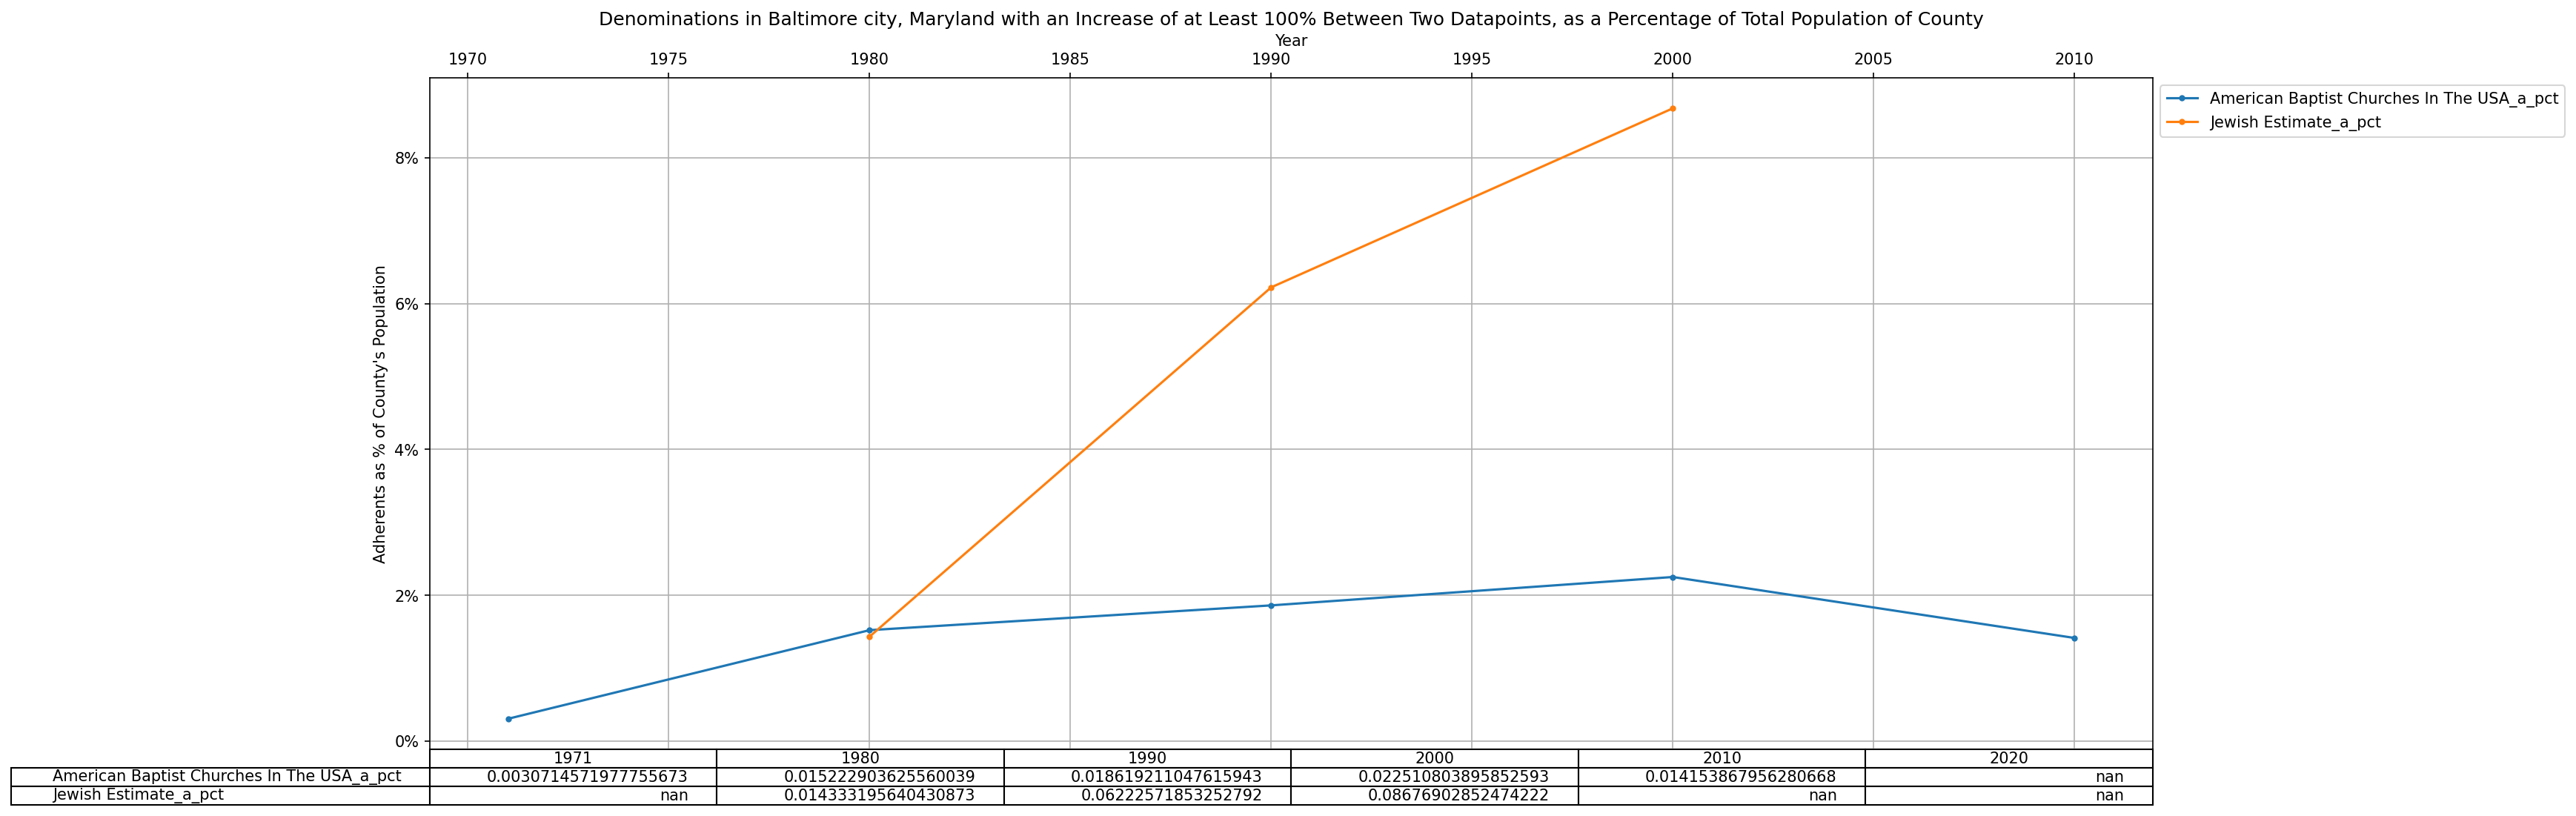 Denominations in Baltimore city, Maryland with an Increase of at Least 100% Between Two Datapoints, as a Percentage of Total Population of County
Year
1970 1975 1980 1985 1990 1995 2000 2005 2010
American Baptist Churches In The USA_a_pct
Jewish Estimate_a_pct
Adherents as % of County's Population
8%
6%
4%
2%
0%
1971 1980 1990 2000 2010 2020
American Baptist Churches In The USA_a_pct 0.0030714571977755673 0.015222903625560039 0.018619211047615943 0.022510803895852593 0.014153867956280668 nan
Jewish Estimate_a_pct nan 0.014333195640430873 0.06222571853252792 0.08676902852474222 nan nan